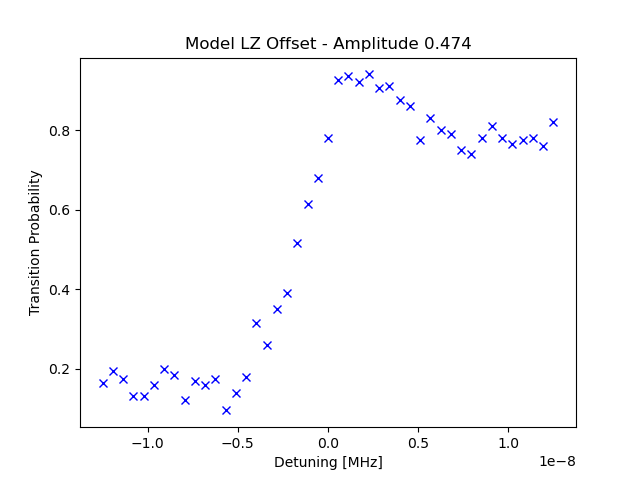 Model LZ Offset - Amplitude 0.474
Transition Probability
0.8
0.6
0.4
0.2
−1.0
−0.5
0.0
0.5
1.0
1e−8
Detuning [MHz]